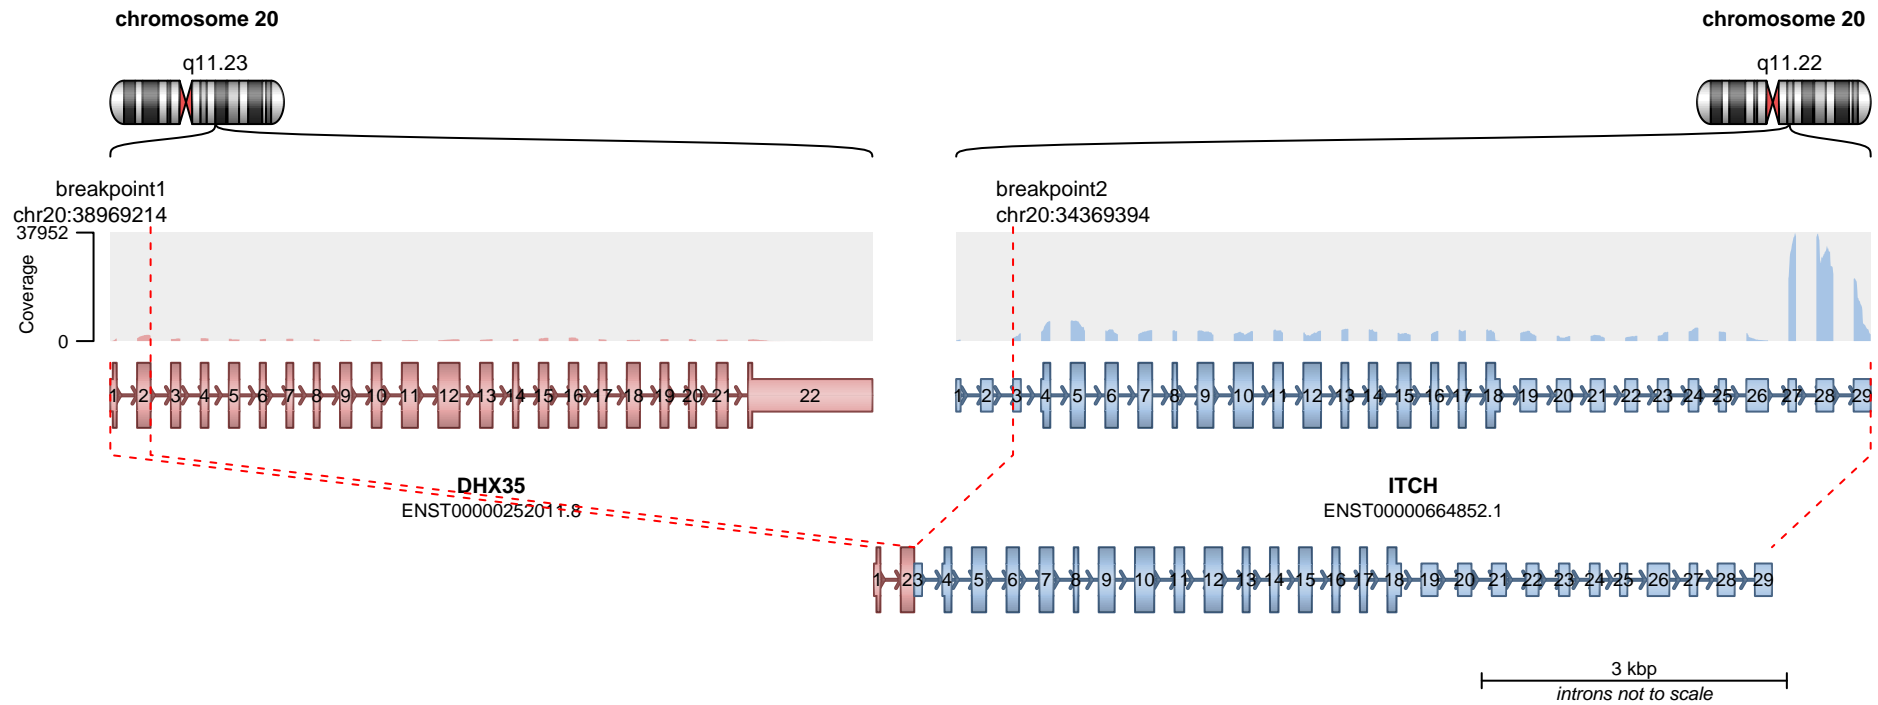 chromosome 20
chromosome 20
q11.23
q11.22
breakpoint1
chr20:38969214
breakpoint2
chr20:34369394
37952
Coverage
0
1 2 3 4 5 6 7 8 9 10 11 12 13 14 15 16 17 18 19 20 21 22
1 2 3 4 5 6 7 8 9 10 11 12 13 14 15 16 17 18 19 20 21 22 23 24 25 26 27 28 29
DHX35
ENST00000252011.8
ITCH
ENST00000664852.1
1 2 3 4 5 6 7 8 9 10 11 12 13 14 15 16 17 18 19 20 21 22 23 24 25 26 27 28 29
3 kbp
introns not to scale